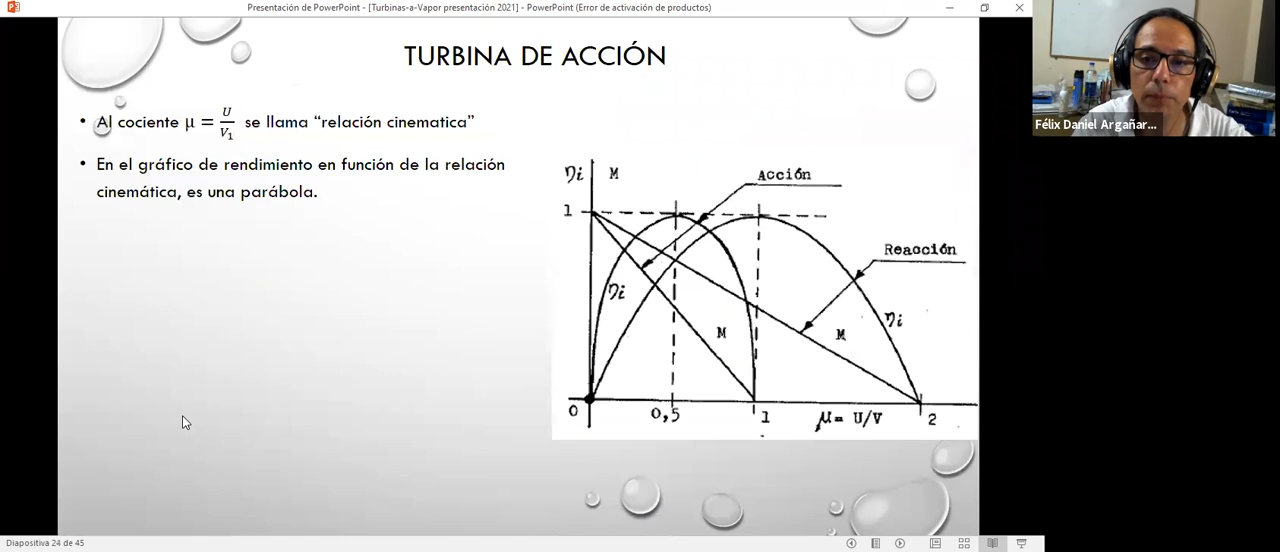 Presentación de PowerPoint - [Turbinas-a-Vapor presentación 2021] - PowerPoint (Error de activación de productos)
TURBINA DE ACCIÓN
• Al cociente μ = U/V₁ se llama “relación cinematica”
• En el gráfico de rendimiento en función de la relación
cinemática, es una parábola.
ηi M
Acción
1
Reacción
ηi
ηi
M
M
0
0,5
1
μ= U/V
2
Félix Daniel Argañar...
Diapositiva 24 de 45